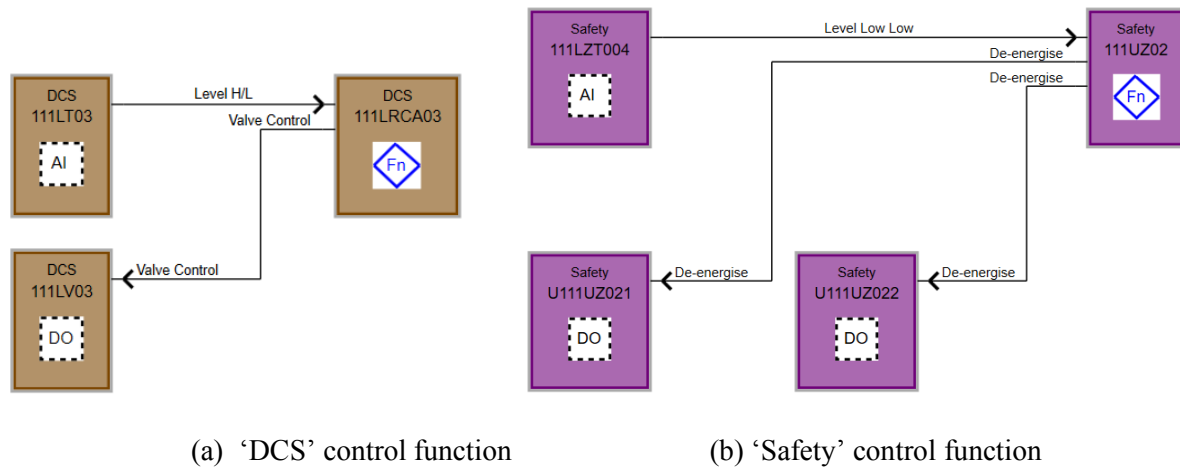 DCS
111LT03
AI
Level H/L
Valve Control
DCS
111LRCA03
Fn
DCS
111LV03
DO
Valve Control
Safety
111LZT004
AI
Level Low Low
De-energise
De-energise
Safety
111UZ02
Fn
Safety
U111UZ021
DO
De-energise
Safety
U111UZ022
DO
De-energise
(a) ‘DCS’ control function
(b) ‘Safety’ control function